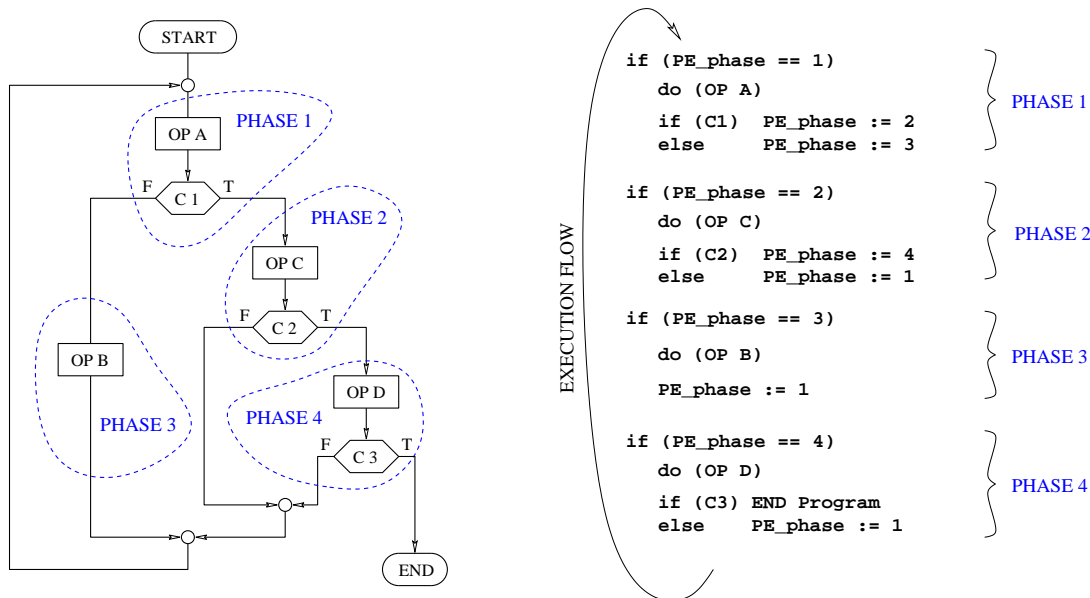 START
OP A
PHASE 1
F
C 1
T
PHASE 2
OP C
F
C 2
T
OP B
PHASE 3
OP D
PHASE 4
F
C 3
T
END
EXECUTION FLOW
if (PE_phase == 1)
do (OP A)
if (C1) PE_phase := 2
else PE_phase := 3
PHASE 1
if (PE_phase == 2)
do (OP C)
if (C2) PE_phase := 4
else PE_phase := 1
PHASE 2
if (PE_phase == 3)
do (OP B)
PE_phase := 1
PHASE 3
if (PE_phase == 4)
do (OP D)
if (C3) END Program
else PE_phase := 1
PHASE 4